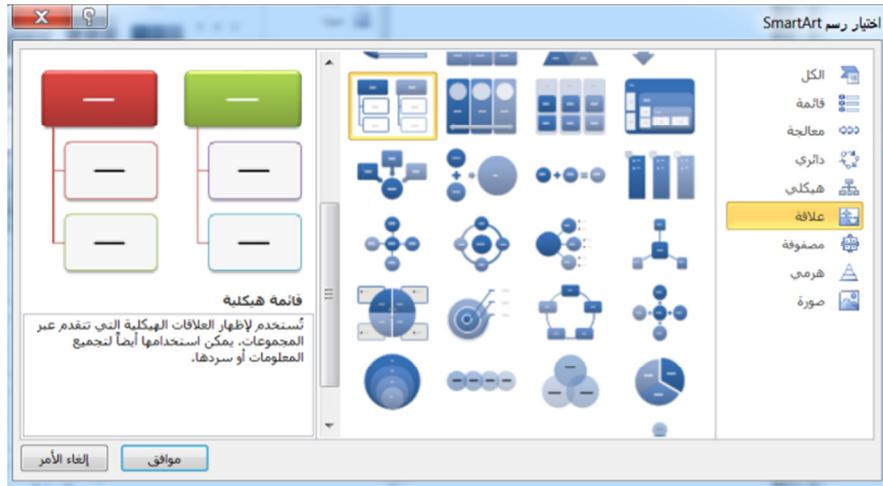 اختيار رسم SmartArt
الكل
قائمة
معالجة
دائري
هيكلي
علاقة
مصفوفة
هرمي
صورة
قائمة هيكلية
تُستخدم لإظهار العلاقات الهيكلية التي تتقدم عبر
المجموعات. يمكن استخدامها أيضاً لتجميع
المعلومات أو سردها.
موافق
إلغاء الأمر